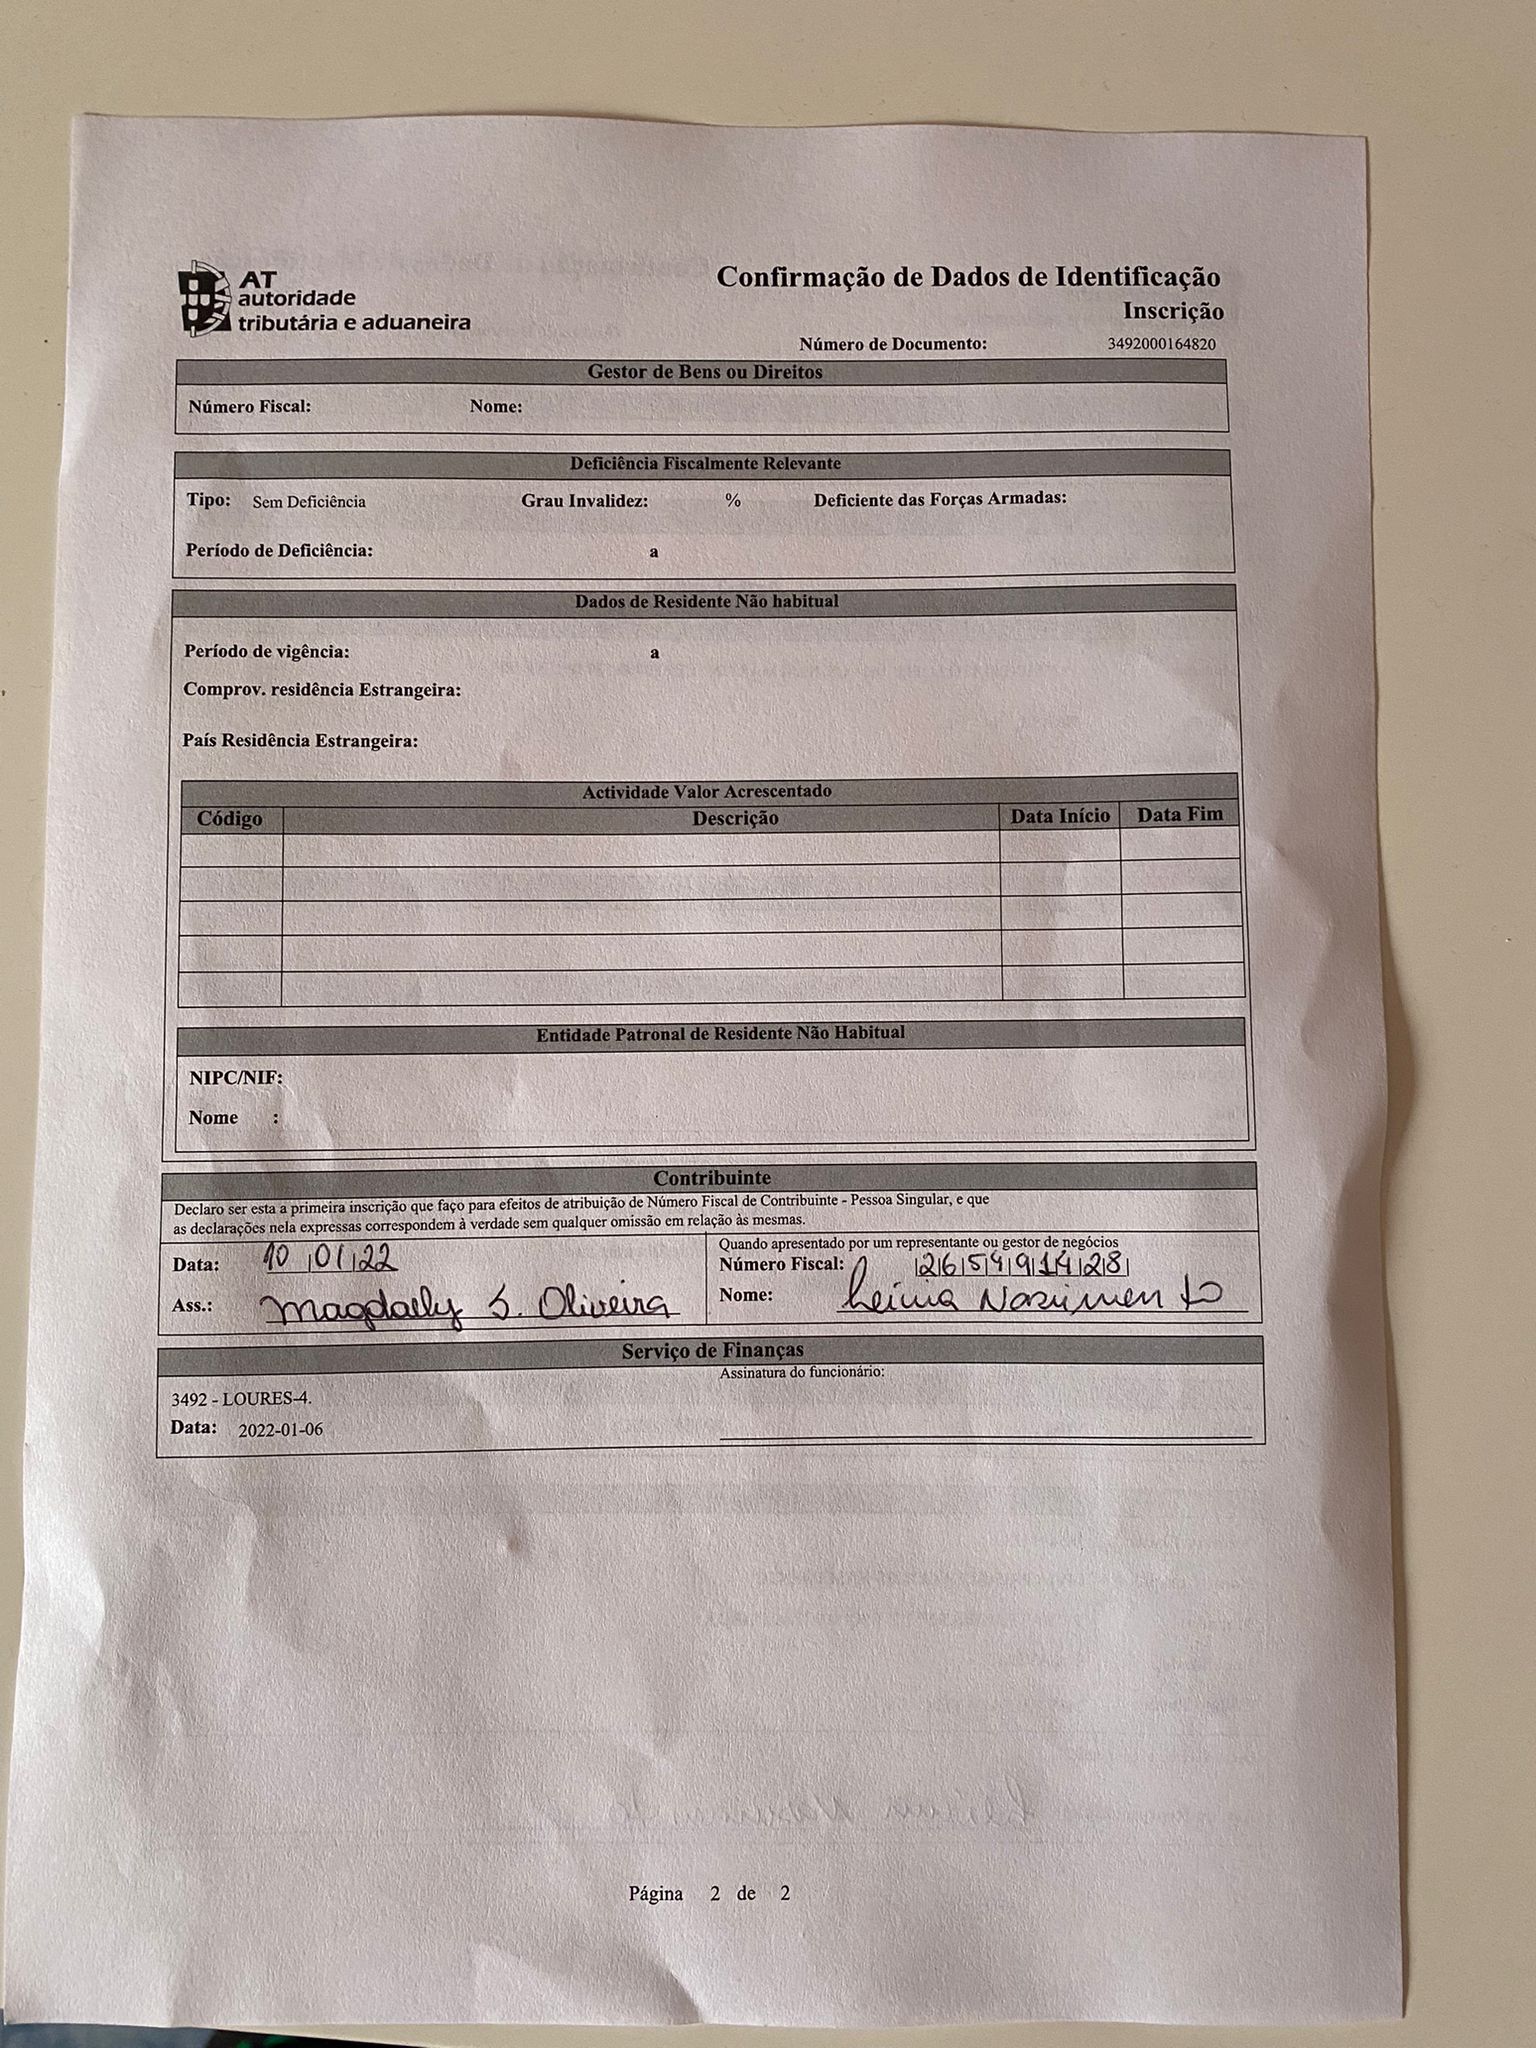 AT
autoridade
tributária e aduaneira
Confirmação de Dados de Identificação
Inscrição
Número de Documento: 3492000164820
Gestor de Bens ou Direitos
Número Fiscal: Nome:
Deficiência Fiscalmente Relevante
Tipo: Sem Deficiência Grau Invalidez: % Deficiente das Forças Armadas:
Período de Deficiência: a
Dados de Residente Não habitual
Período de vigência: a
Comprov. residência Estrangeira:
País Residência Estrangeira:
Actividade Valor Acrescentado
Código Descrição Data Início Data Fim
Entidade Patronal de Residente Não Habitual
NIPC/NIF:
Nome :
Contribuinte
Declaro ser esta a primeira inscrição que faço para efeitos de atribuição de Número Fiscal de Contribuinte - Pessoa Singular, e que
as declarações nela expressas correspondem à verdade sem qualquer omissão em relação às mesmas.
Data: 10 01 22
Ass.: Magdaely S. Oliveira
Quando apresentado por um representante ou gestor de negócios
Número Fiscal:
Nome: Nascimento
Serviço de Finanças
3492 - LOURES-4.
Data: 2022-01-06
Assinatura do funcionário:
Página 2 de 2